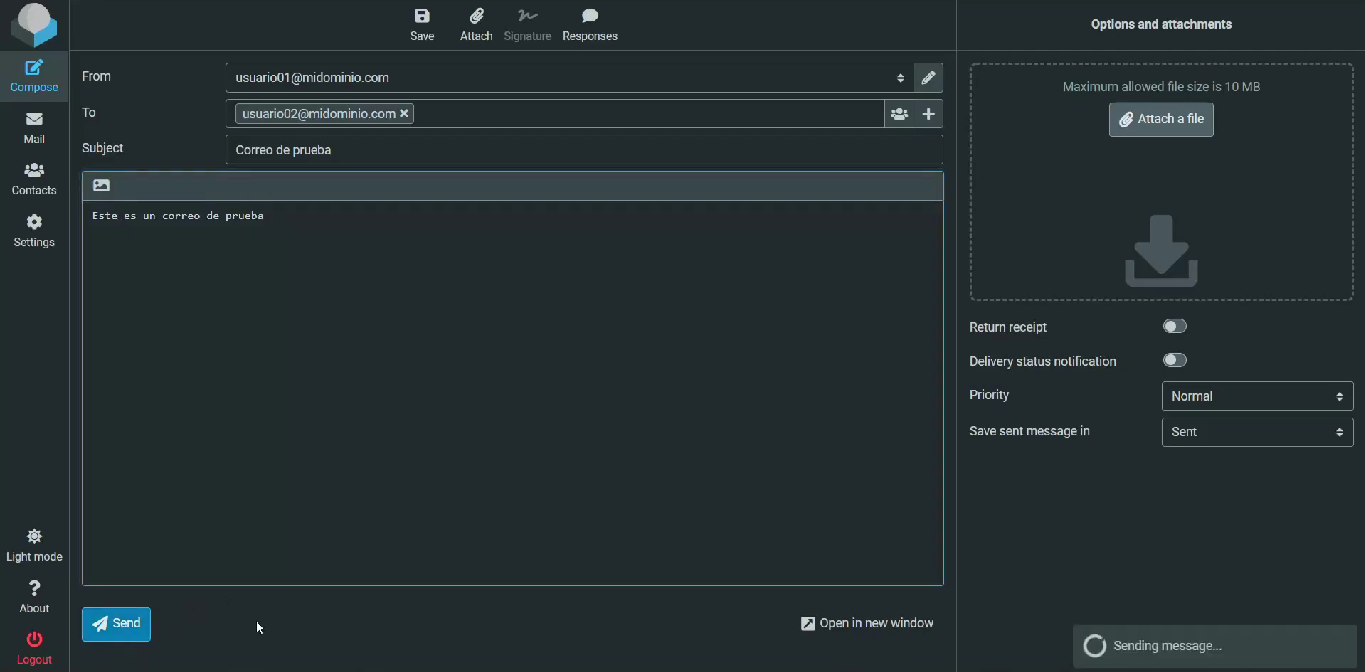 Save
Attach
Signature
Responses
Options and attachments
Compose
Mail
Contacts
Settings
Light mode
About
Logout
From
usuario01@midominio.com
To
usuario02@midominio.com
Subject
Correo de prueba
Este es un correo de prueba
Send
Open in new window
Maximum allowed file size is 10 MB
Attach a file
Return receipt
Delivery status notification
Priority
Normal
Save sent message in
Sent
Sending message...